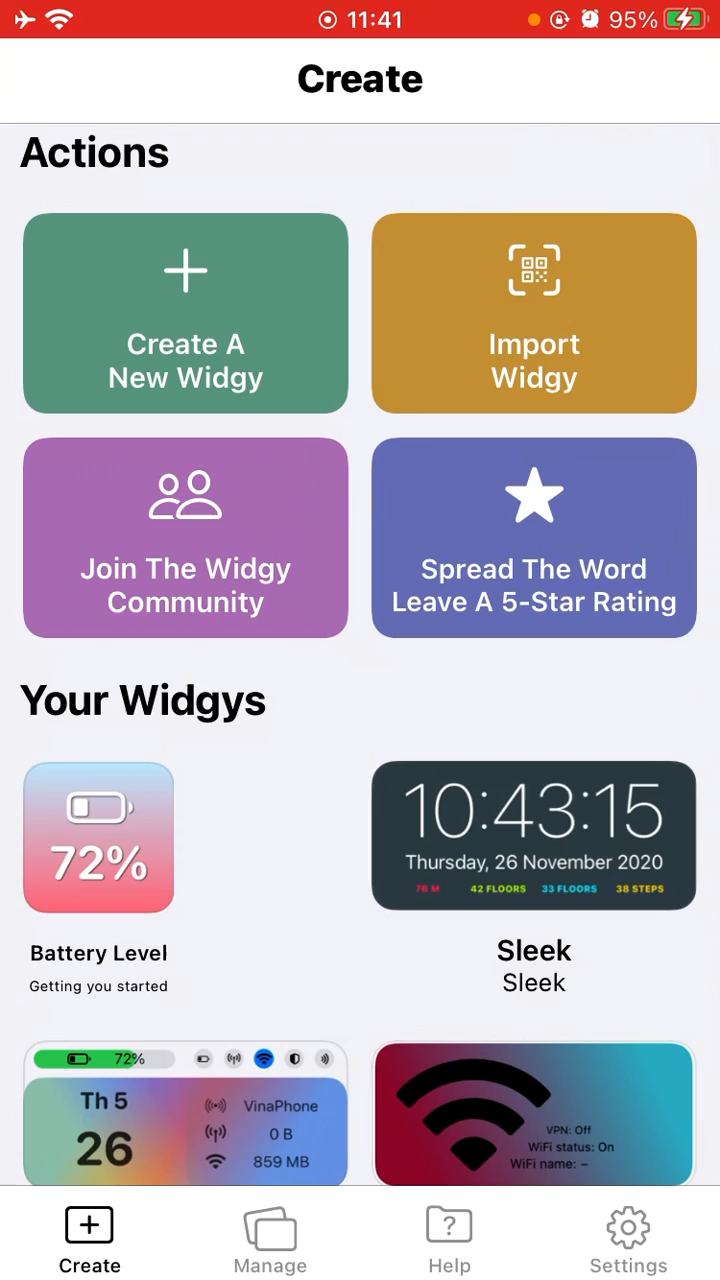 11:41
95%
Create
Actions
Create A
New Widgy
Import
Widgy
Join The Widgy
Community
Spread The Word
Leave A 5-Star Rating
Your Widgys
72%
Battery Level
Getting you started
10:43:15
Thursday, 26 November 2020
76 M 42 FLOORS 33 FLOORS 38 STEPS
Sleek
Sleek
72%
Th 5
26
VinaPhone
0 B
859 MB
VPN: Off
WiFi status: On
WiFi name: –
Create
Manage
Help
Settings